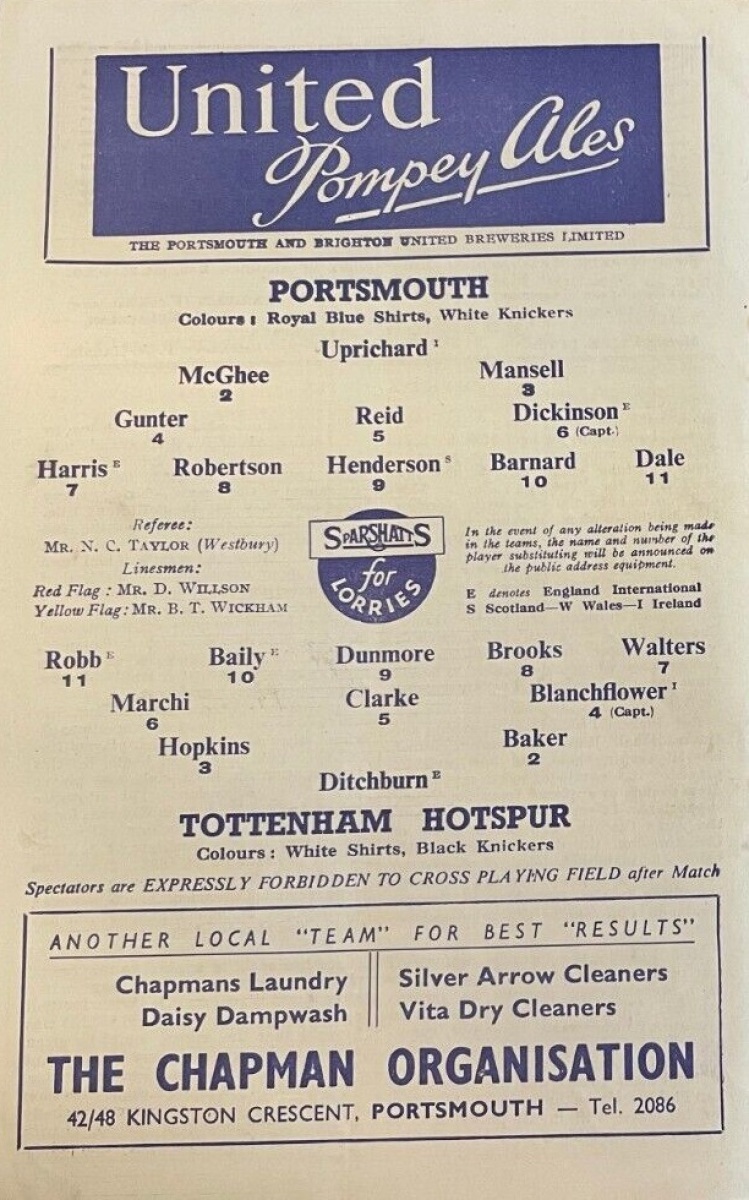 United
Pompey Ales
THE PORTSMOUTH AND BRIGHTON UNITED BREWERIES LIMITED
PORTSMOUTH
Colours: Royal Blue Shirts, White Knickers
Uprichard I
McGhee Mansell
2 3
Gunter Reid Dickinson E
4 5 6 (Capt.)
Harris E Robertson Henderson S Barnard Dale
7 8 9 10 11
Referee:
MR. N. C. TAYLOR (Westbury)
Linesmen:
Red Flag: MR. D. WILLSON
Yellow Flag: MR. B. T. WICKHAM
SPARSHATTS
for
LORRIES
In the event of any alteration being made
in the teams, the name and number of the
player substituting will be announced on
the public address equipment.
E denotes England International
S Scotland—W Wales—I Ireland
Robb E Baily E Dunmore Brooks Walters
11 10 9 8 7
Marchi Clarke Blanchflower I
6 5 4 (Capt.)
Hopkins Baker
3 2
Ditchburn E
TOTTENHAM HOTSPUR
Colours: White Shirts, Black Knickers
Spectators are EXPRESSLY FORBIDDEN TO CROSS PLAYING FIELD after Match
ANOTHER LOCAL "TEAM" FOR BEST "RESULTS"
Chapmans Laundry Silver Arrow Cleaners
Daisy Dampwash Vita Dry Cleaners
THE CHAPMAN ORGANISATION
42/48 KINGSTON CRESCENT, PORTSMOUTH — Tel. 2086